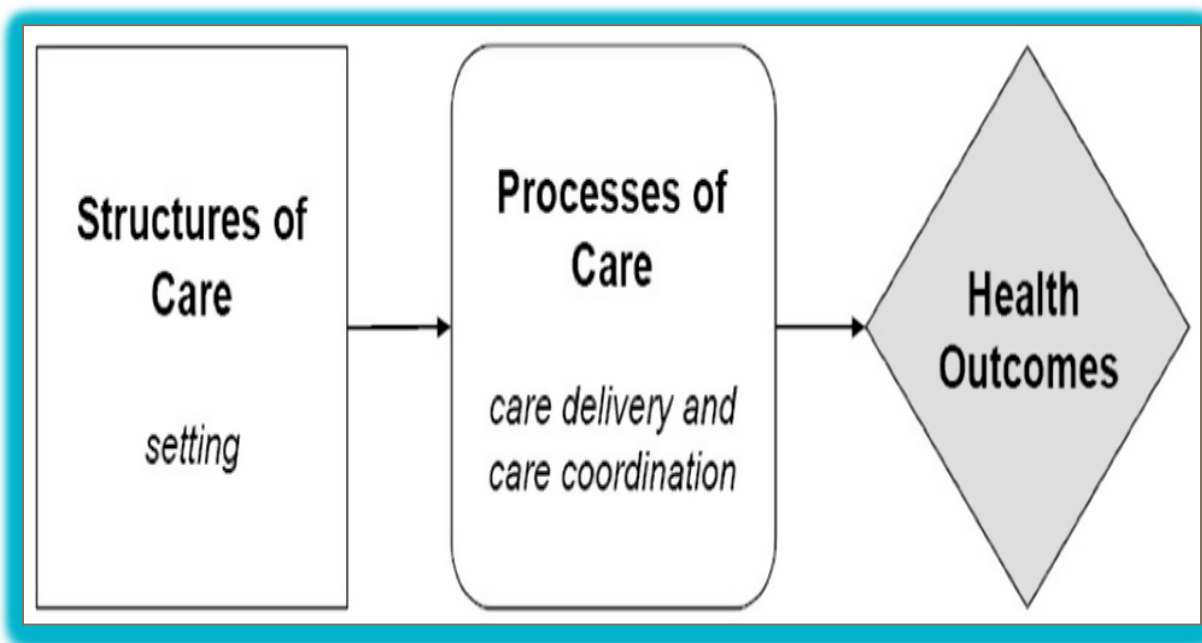 Structures of
Care
setting
Processes of
Care
care delivery and
care coordination
Health
Outcomes